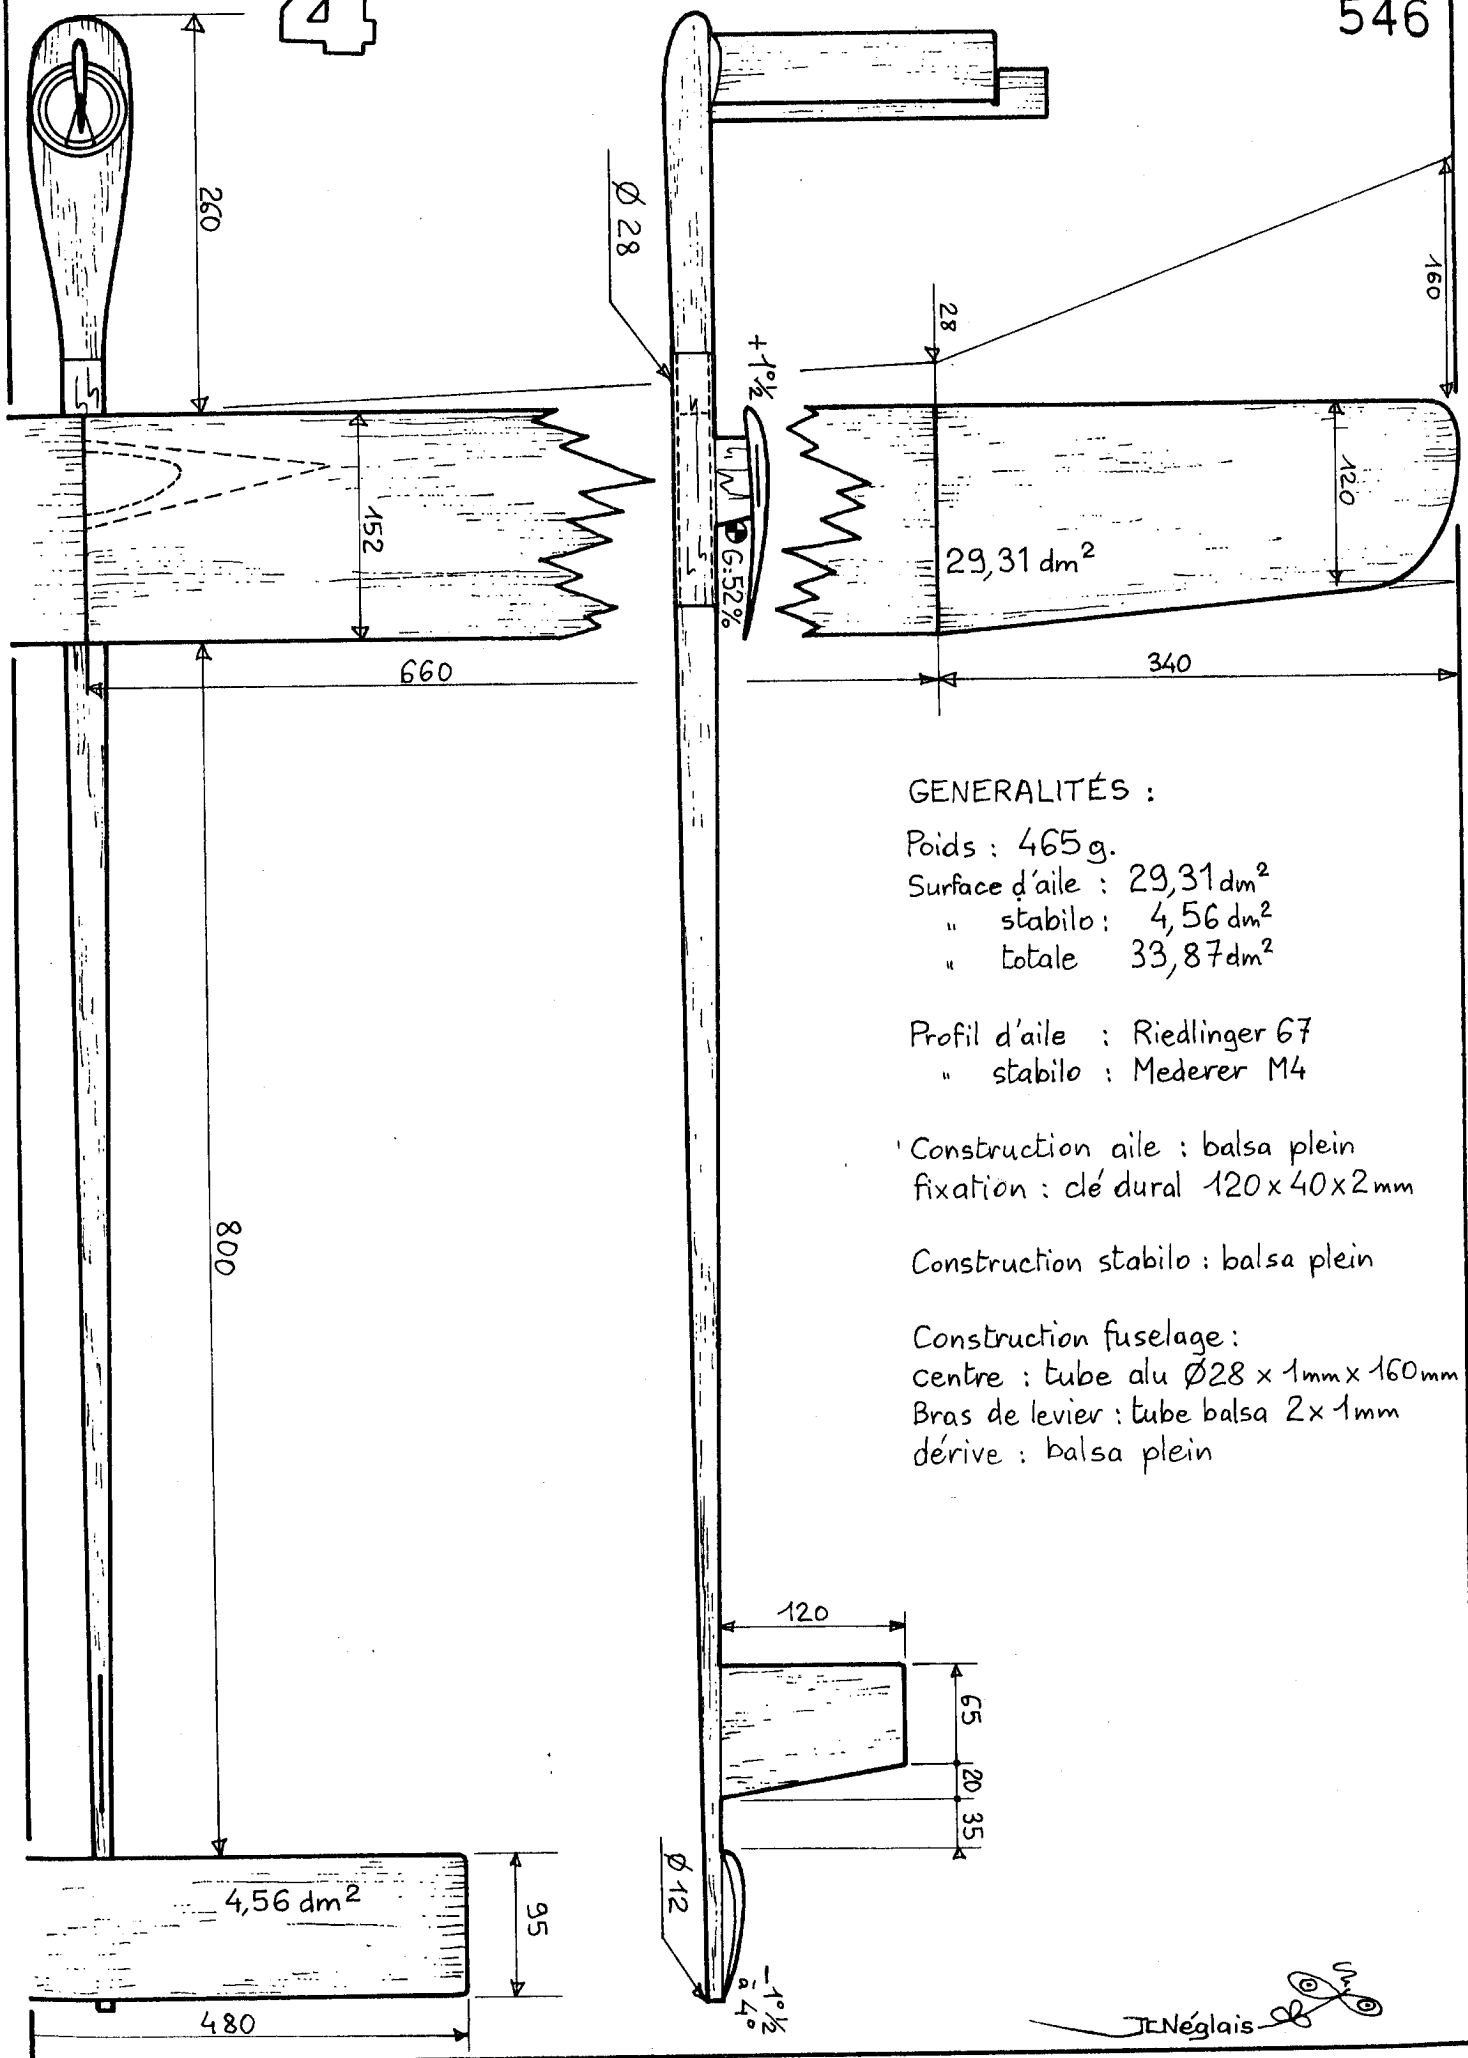 4
546
260
Ø 28
28
160
+1°½
152
G:52%
120
29,31 dm²
660
340
800
GENERALITÉS :
Poids : 465 g.
Surface d'aile : 29,31 dm²
" stabilo : 4,56 dm²
" totale 33,87 dm²
Profil d'aile : Riedlinger 67
" stabilo : Mederer M4
Construction aile : balsa plein
fixation : clé dural 120 x 40 x 2 mm
Construction stabilo : balsa plein
Construction fuselage :
centre : tube alu Ø28 x 1mm x 160mm
Bras de levier : tube balsa 2 x 1mm
dérive : balsa plein
120
65
20
35
4,56 dm²
95
Ø 12
-1°½
à 4°
480
JCNéglais